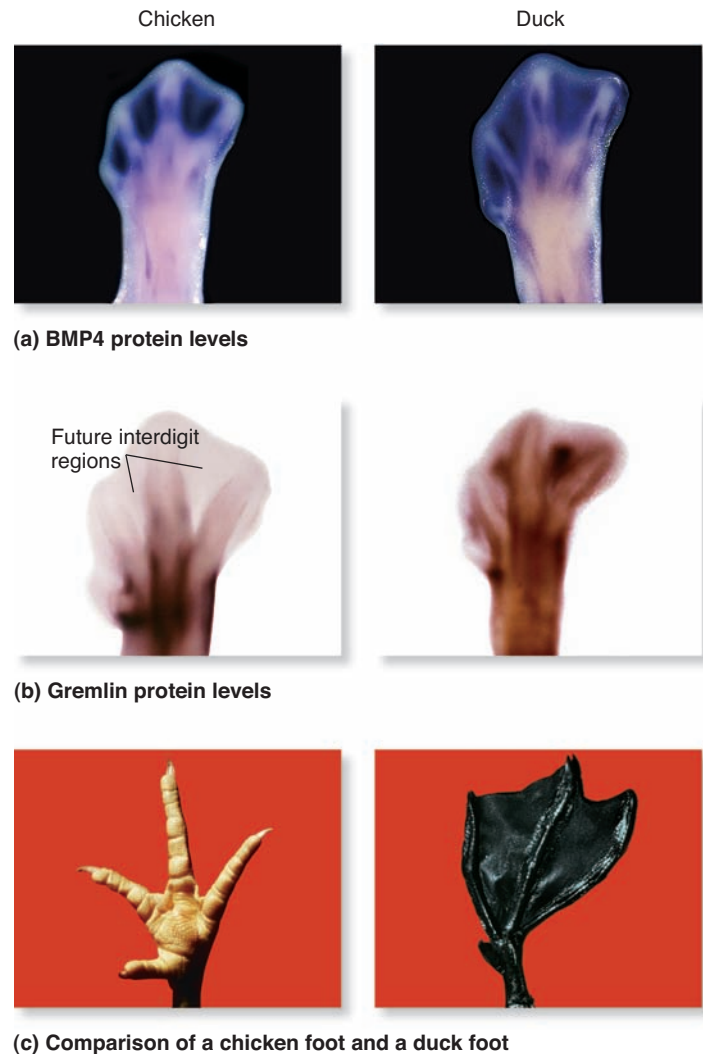 Chicken
Duck
(a) BMP4 protein levels
Future interdigit
regions
(b) Gremlin protein levels
(c) Comparison of a chicken foot and a duck foot